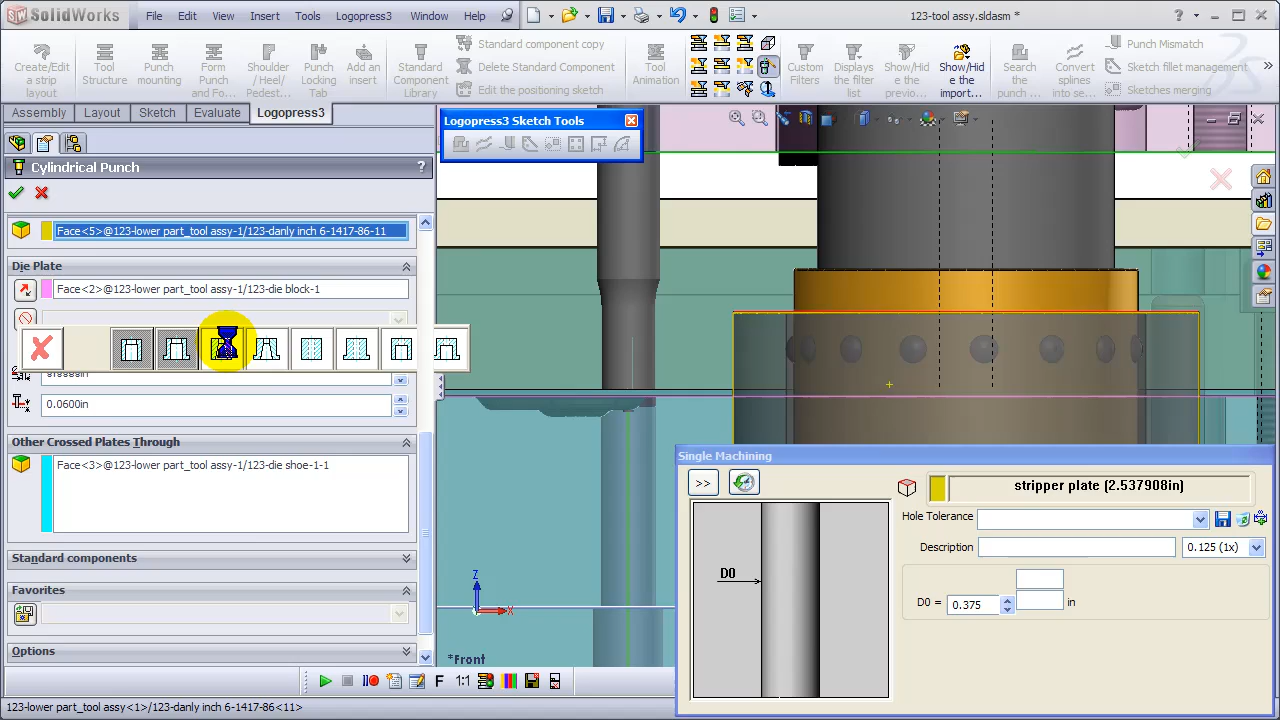 SolidWorks
File Edit View Insert Tools Logopress3 Window Help
123-tool assy.sldasm *
Create/Edit a strip layout
Tool Structure
Punch mounting
Form Punch
Shoulder/Heel
Punch Locking
Add an insert
Standard Component Library
Standard component copy
Delete Standard Component
Edit the positioning sketch
Tool Animation
Custom Filters
Displays the filter list
Show/Hide the previo...
Show/Hide the import...
Search the punch ...
Convert splines into se...
Punch Mismatch
Sketch fillet management
Sketches merging
Assembly Layout Sketch Evaluate Logopress3
Logopress3 Sketch Tools
Cylindrical Punch
?
Face<5>@123-lower part_tool assy-1/123-danly inch 6-1417-86-11
Die Plate
Face<2>@123-lower part_tool assy-1/123-die block-1
0.0600in
Other Crossed Plates Through
Face<3>@123-lower part_tool assy-1/123-die shoe-1-1
Standard components
Favorites
Options
Z
X
*Front
Single Machining
>>
stripper plate (2.537908in)
Hole Tolerance
Description
0.125 (1x)
D0
D0 = 0.375 in
F 1:1
123-lower part_tool assy<1>/123-danly inch 6-1417-86<11>